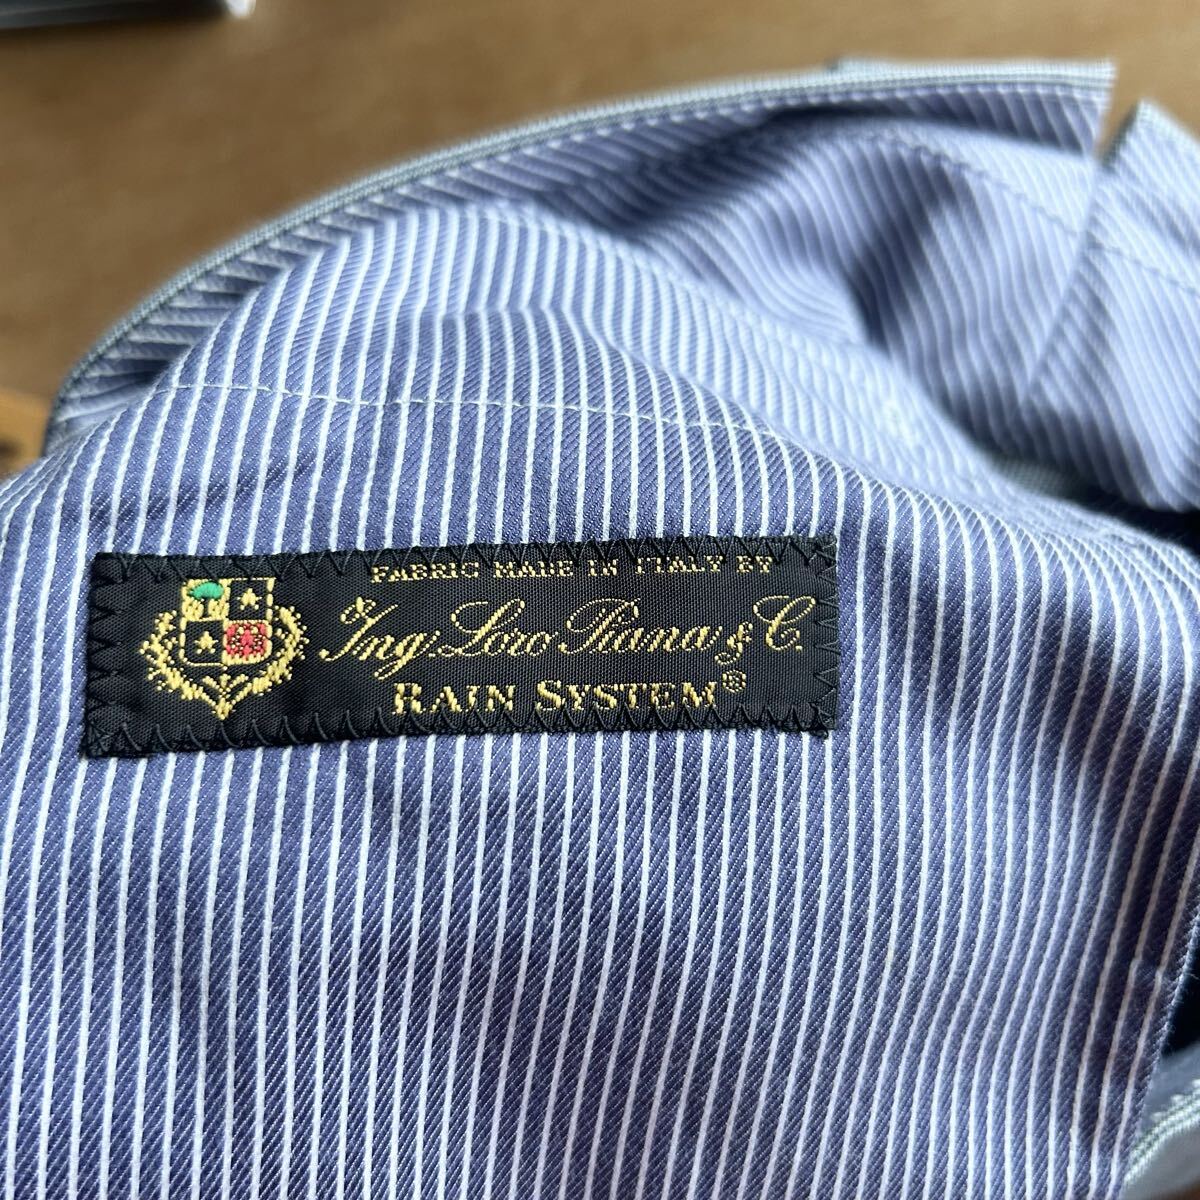 FABRIC MADE IN ITALY BY
Ing. Loro Piana & C.
RAIN SYSTEM®